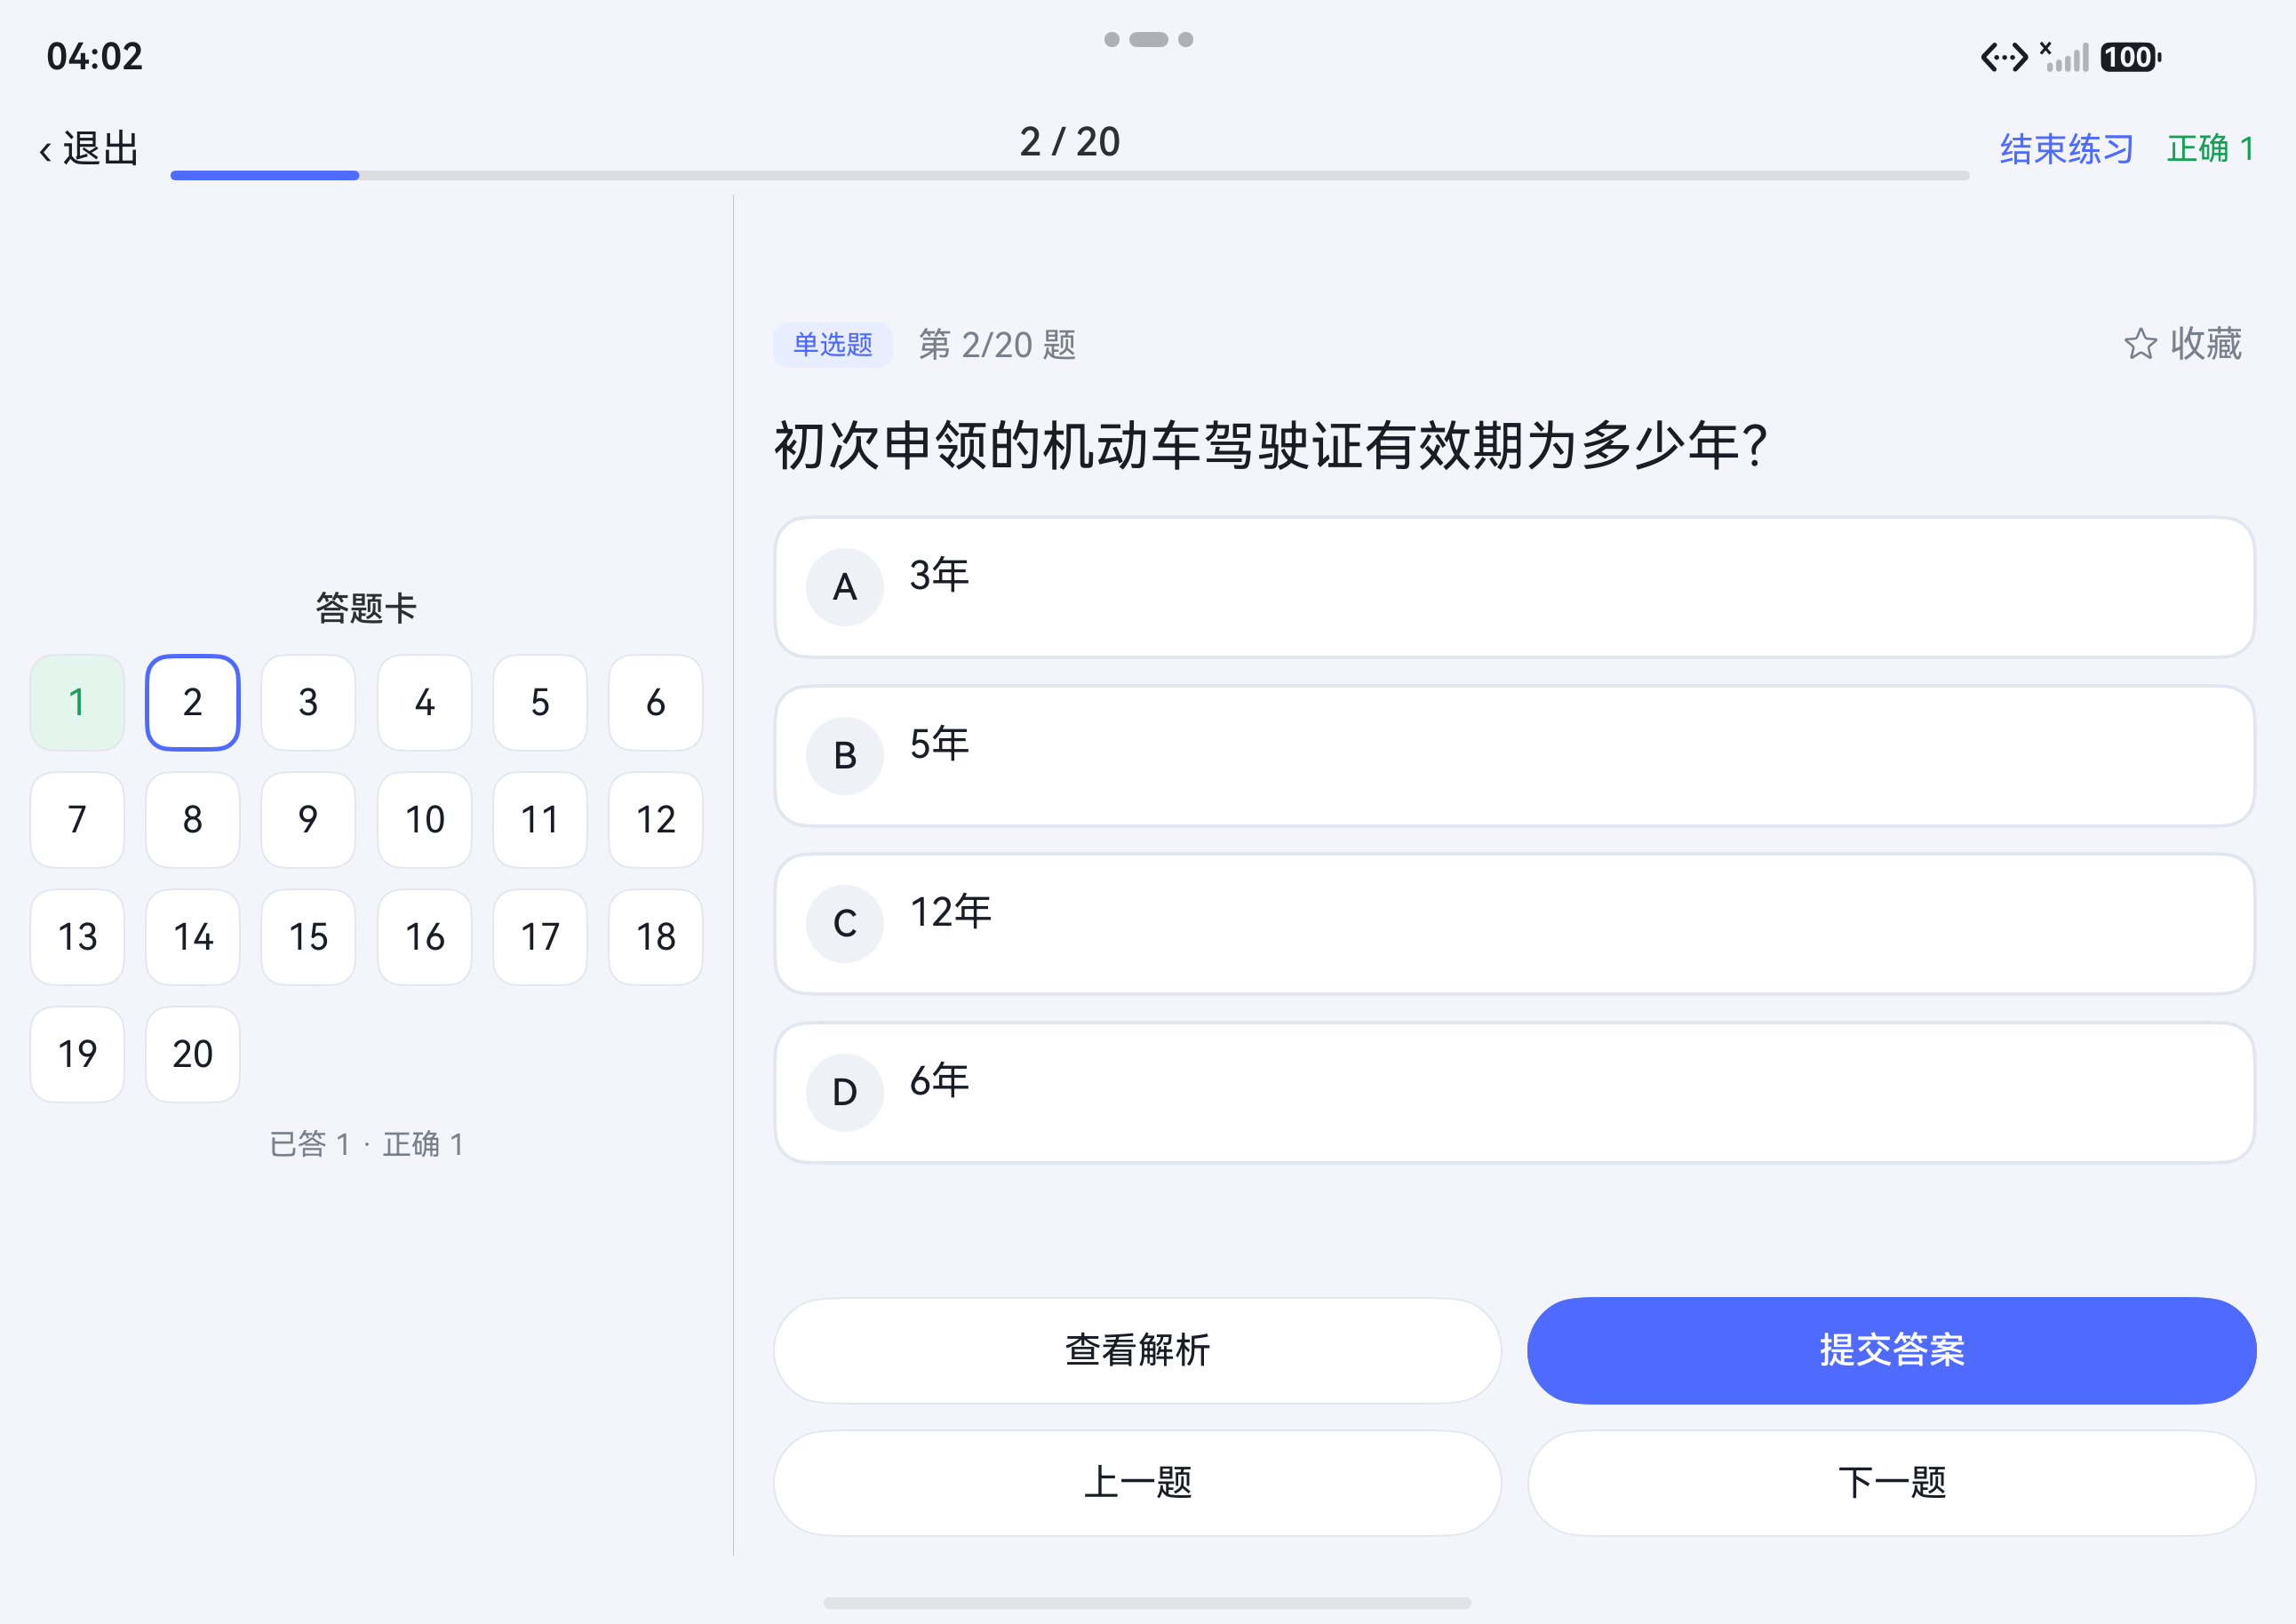 04:02
100
‹ 退出
2 / 20
结束练习
正确 1
单选题
第 2/20 题
收藏
初次申领的机动车驾驶证有效期为多少年？
A 3年
B 5年
C 12年
D 6年
答题卡
1 2 3 4 5 6
7 8 9 10 11 12
13 14 15 16 17 18
19 20
已答 1 · 正确 1
查看解析
提交答案
上一题
下一题